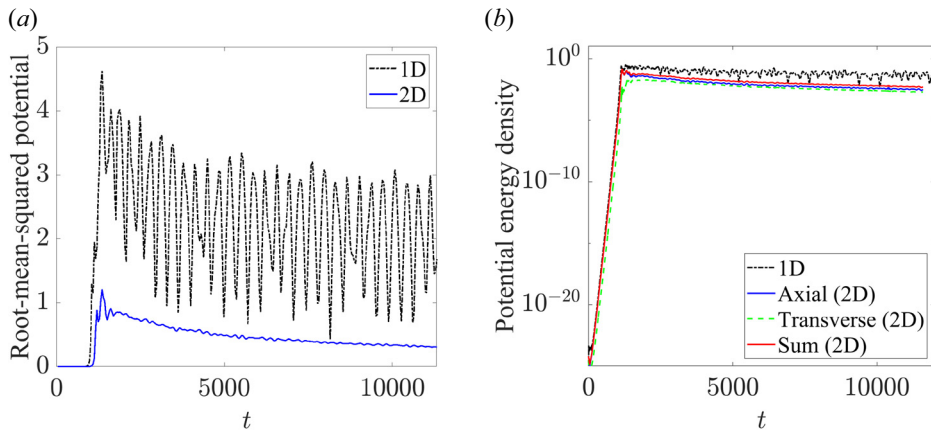 (a)
Root-mean-squared potential
5
4
3
2
1
0
0
5000
10000
t
1D
2D
(b)
Potential energy density
10^0
10^-10
10^-20
0
5000
10000
t
1D
Axial (2D)
Transverse (2D)
Sum (2D)